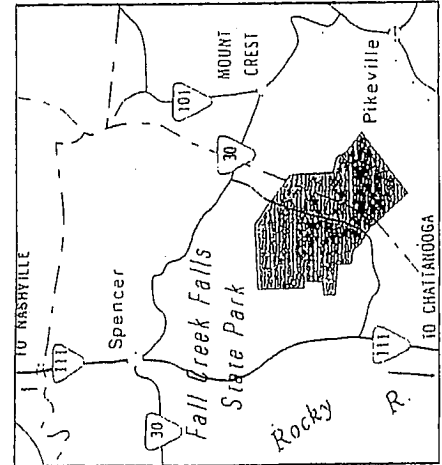 TO NASHVILLE
111
Spencer
30
Fall Creek Falls
State Park
101
MOUNT
CREST
30
Pikeville
111
TO CHATTANOOGA
Rocky
R.